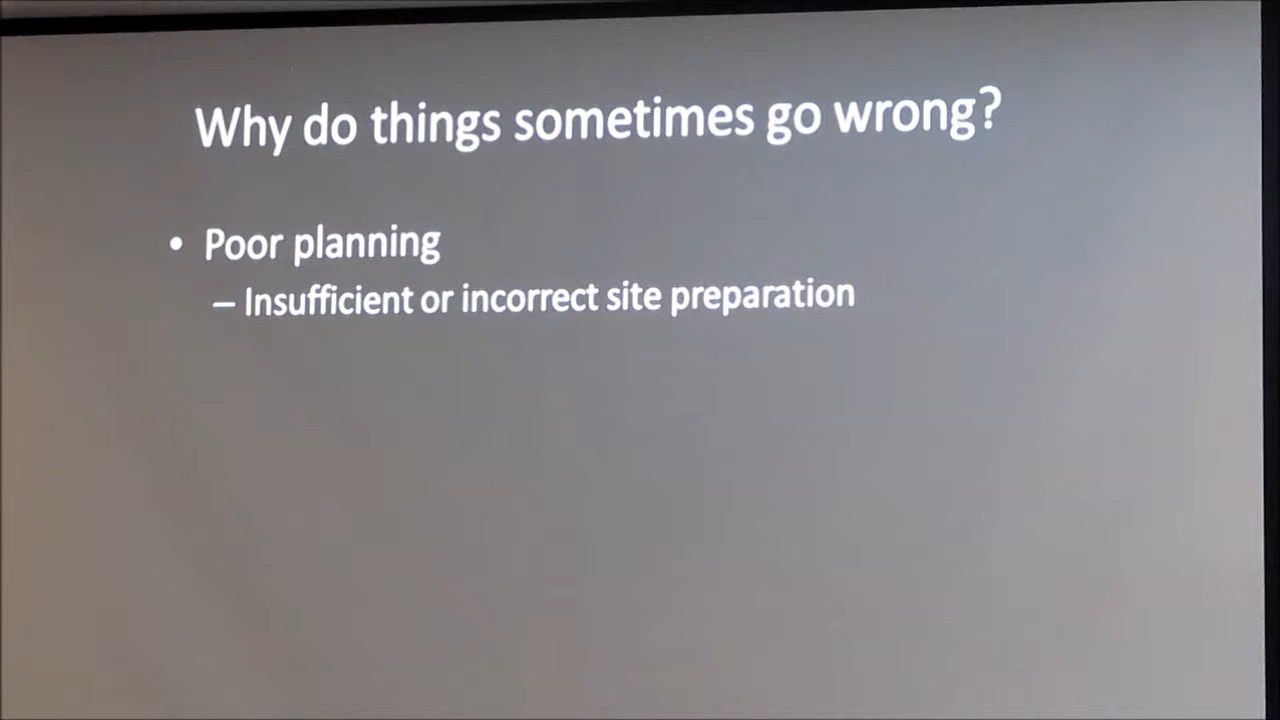 Why do things sometimes go wrong?
• Poor planning
– Insufficient or incorrect site preparation